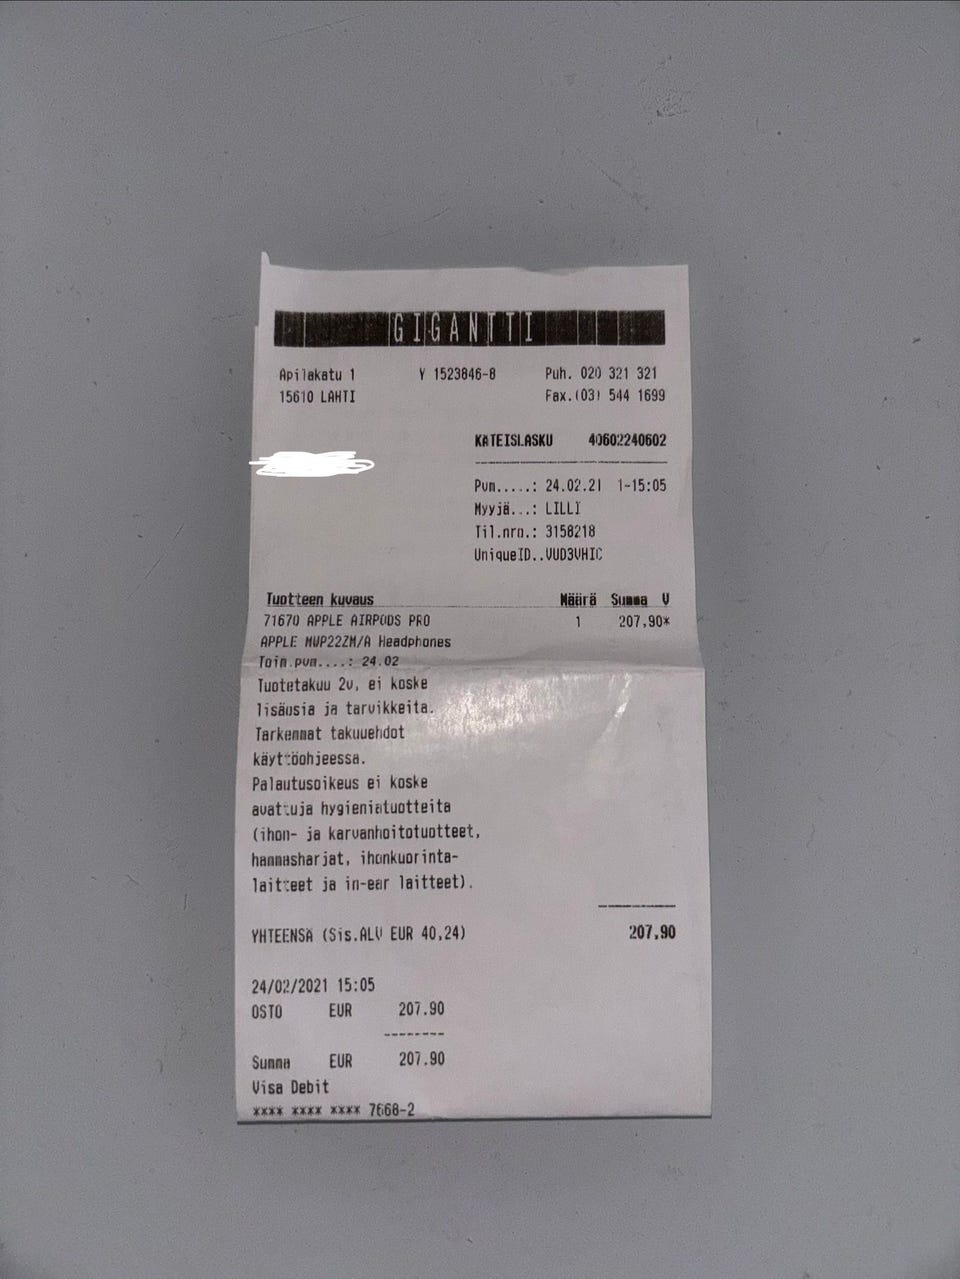 GIGANTTI
Apilakatu 1 Y 1523846-8 Puh. 020 321 321
15610 LAHTI Fax.(03) 544 1699
KÄTEISLASKU 40602240602
Pvm.....: 24.02.21 1-15:05
Myyjä...: LILLI
Til.nro.: 3158218
UniqueID..VUD3VHIC
Tuotteen kuvaus Määrä Summa V
71670 APPLE AIRPODS PRO 1 207,90*
APPLE MWP22ZM/A Headphones
Toim.pvm....: 24.02
Tuotetakuu 2v, ei koske
lisäosia ja tarvikkeita.
Tarkemmat takuuehdot
käyttöohjeessa.
Palautusoikeus ei koske
avattuja hygieniatuotteita
(ihon- ja karvanhoitotuotteet,
hammasharjat, ihonkuorinta-
laitteet ja in-ear laitteet).
YHTEENSÄ (Sis.ALV EUR 40,24) 207,90
24/02/2021 15:05
OSTO EUR 207.90
--------
Summa EUR 207.90
Visa Debit
**** **** **** 7668-2